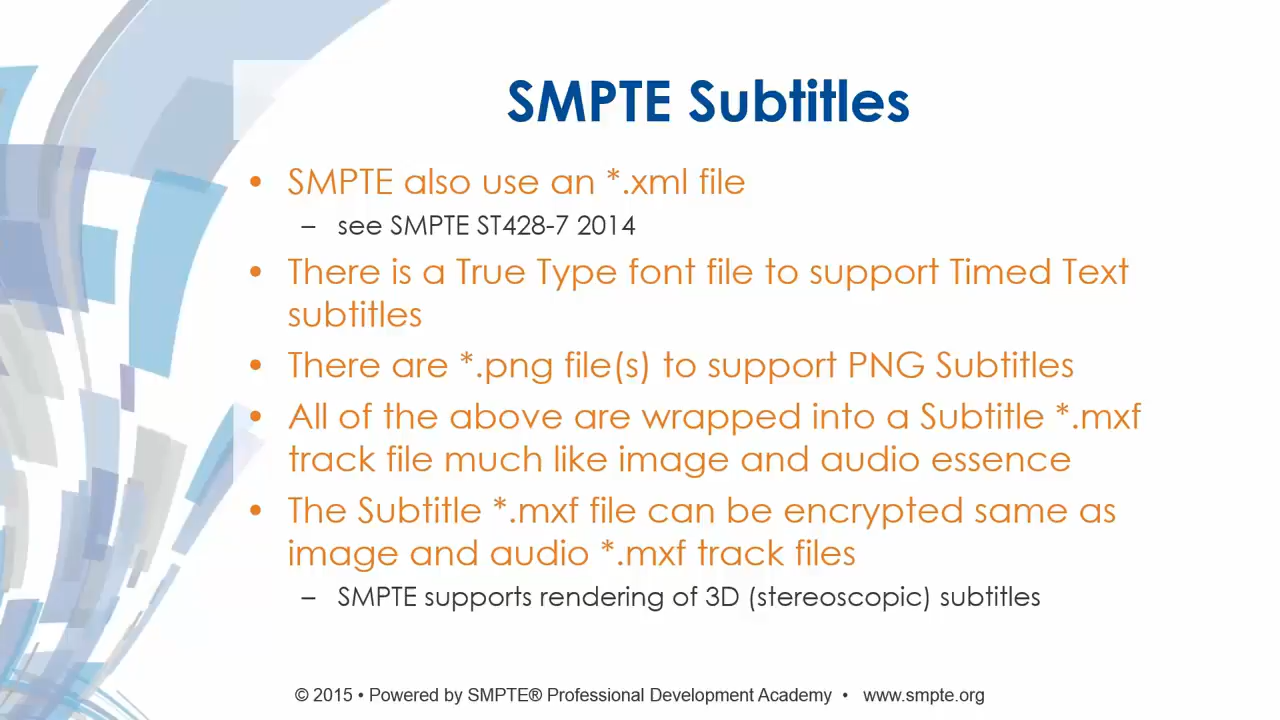 SMPTE Subtitles
• SMPTE also use an *.xml file
– see SMPTE ST428-7 2014
• There is a True Type font file to support Timed Text
subtitles
• There are *.png file(s) to support PNG Subtitles
• All of the above are wrapped into a Subtitle *.mxf
track file much like image and audio essence
• The Subtitle *.mxf file can be encrypted same as
image and audio *.mxf track files
– SMPTE supports rendering of 3D (stereoscopic) subtitles
© 2015 • Powered by SMPTE® Professional Development Academy • www.smpte.org